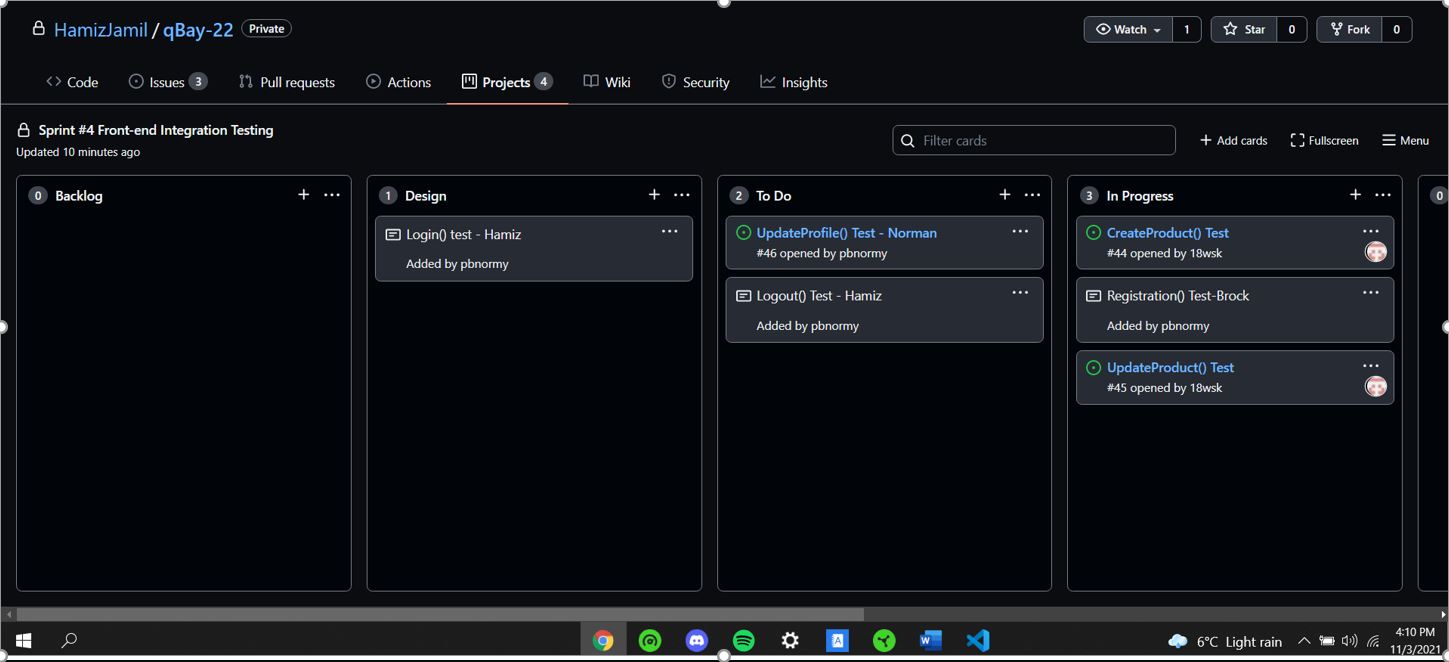 HamizJamil / qBay-22 Private
Watch 1 Star 0 Fork 0
Code Issues 3 Pull requests Actions Projects 4 Wiki Security Insights
Sprint #4 Front-end Integration Testing
Updated 10 minutes ago
Filter cards
Add cards Fullscreen Menu
0 Backlog
1 Design
Login() test - Hamiz
Added by pbnormy
2 To Do
UpdateProfile() Test - Norman
#46 opened by pbnormy
Logout() Test - Hamiz
Added by pbnormy
3 In Progress
CreateProduct() Test
#44 opened by 18wsk
Registration() Test-Brock
Added by pbnormy
UpdateProduct() Test
#45 opened by 18wsk
0
6°C Light rain
4:10 PM
11/3/2021